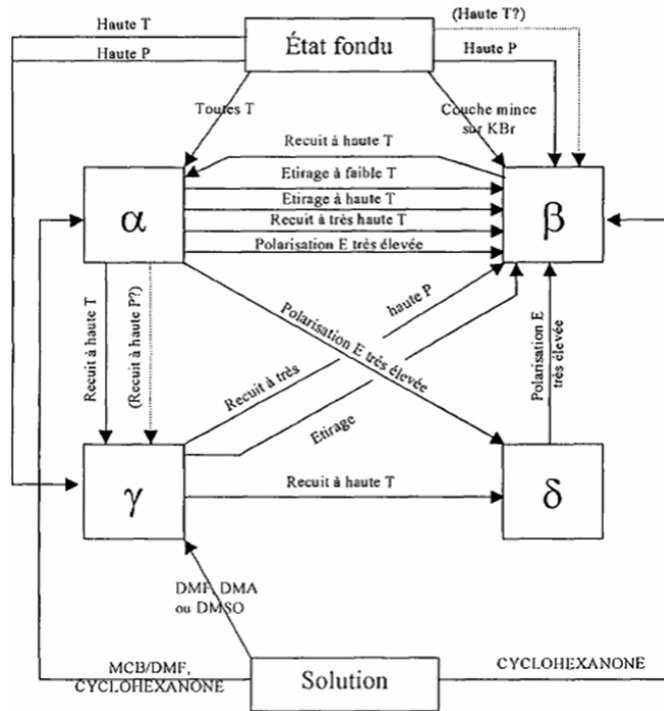 Haute T
(Haute T?)
État fondu
Haute P
Haute P
Toutes T
Couche mince
sur KBr
Recuit à haute T
Etirage à faible T
Etirage à haute T
Recuit à très haute T
Polarisation E très élevée
α
β
Recuit à haute T
(Recuit à haute P?)
Polarisation E très élevée
Recuit à très haute P
Etirage
Polarisation E
très élevée
γ
Recuit à haute T
δ
DMF, DMA
ou DMSO
MCB/DMF,
CYCLOHEXANONE
Solution
CYCLOHEXANONE